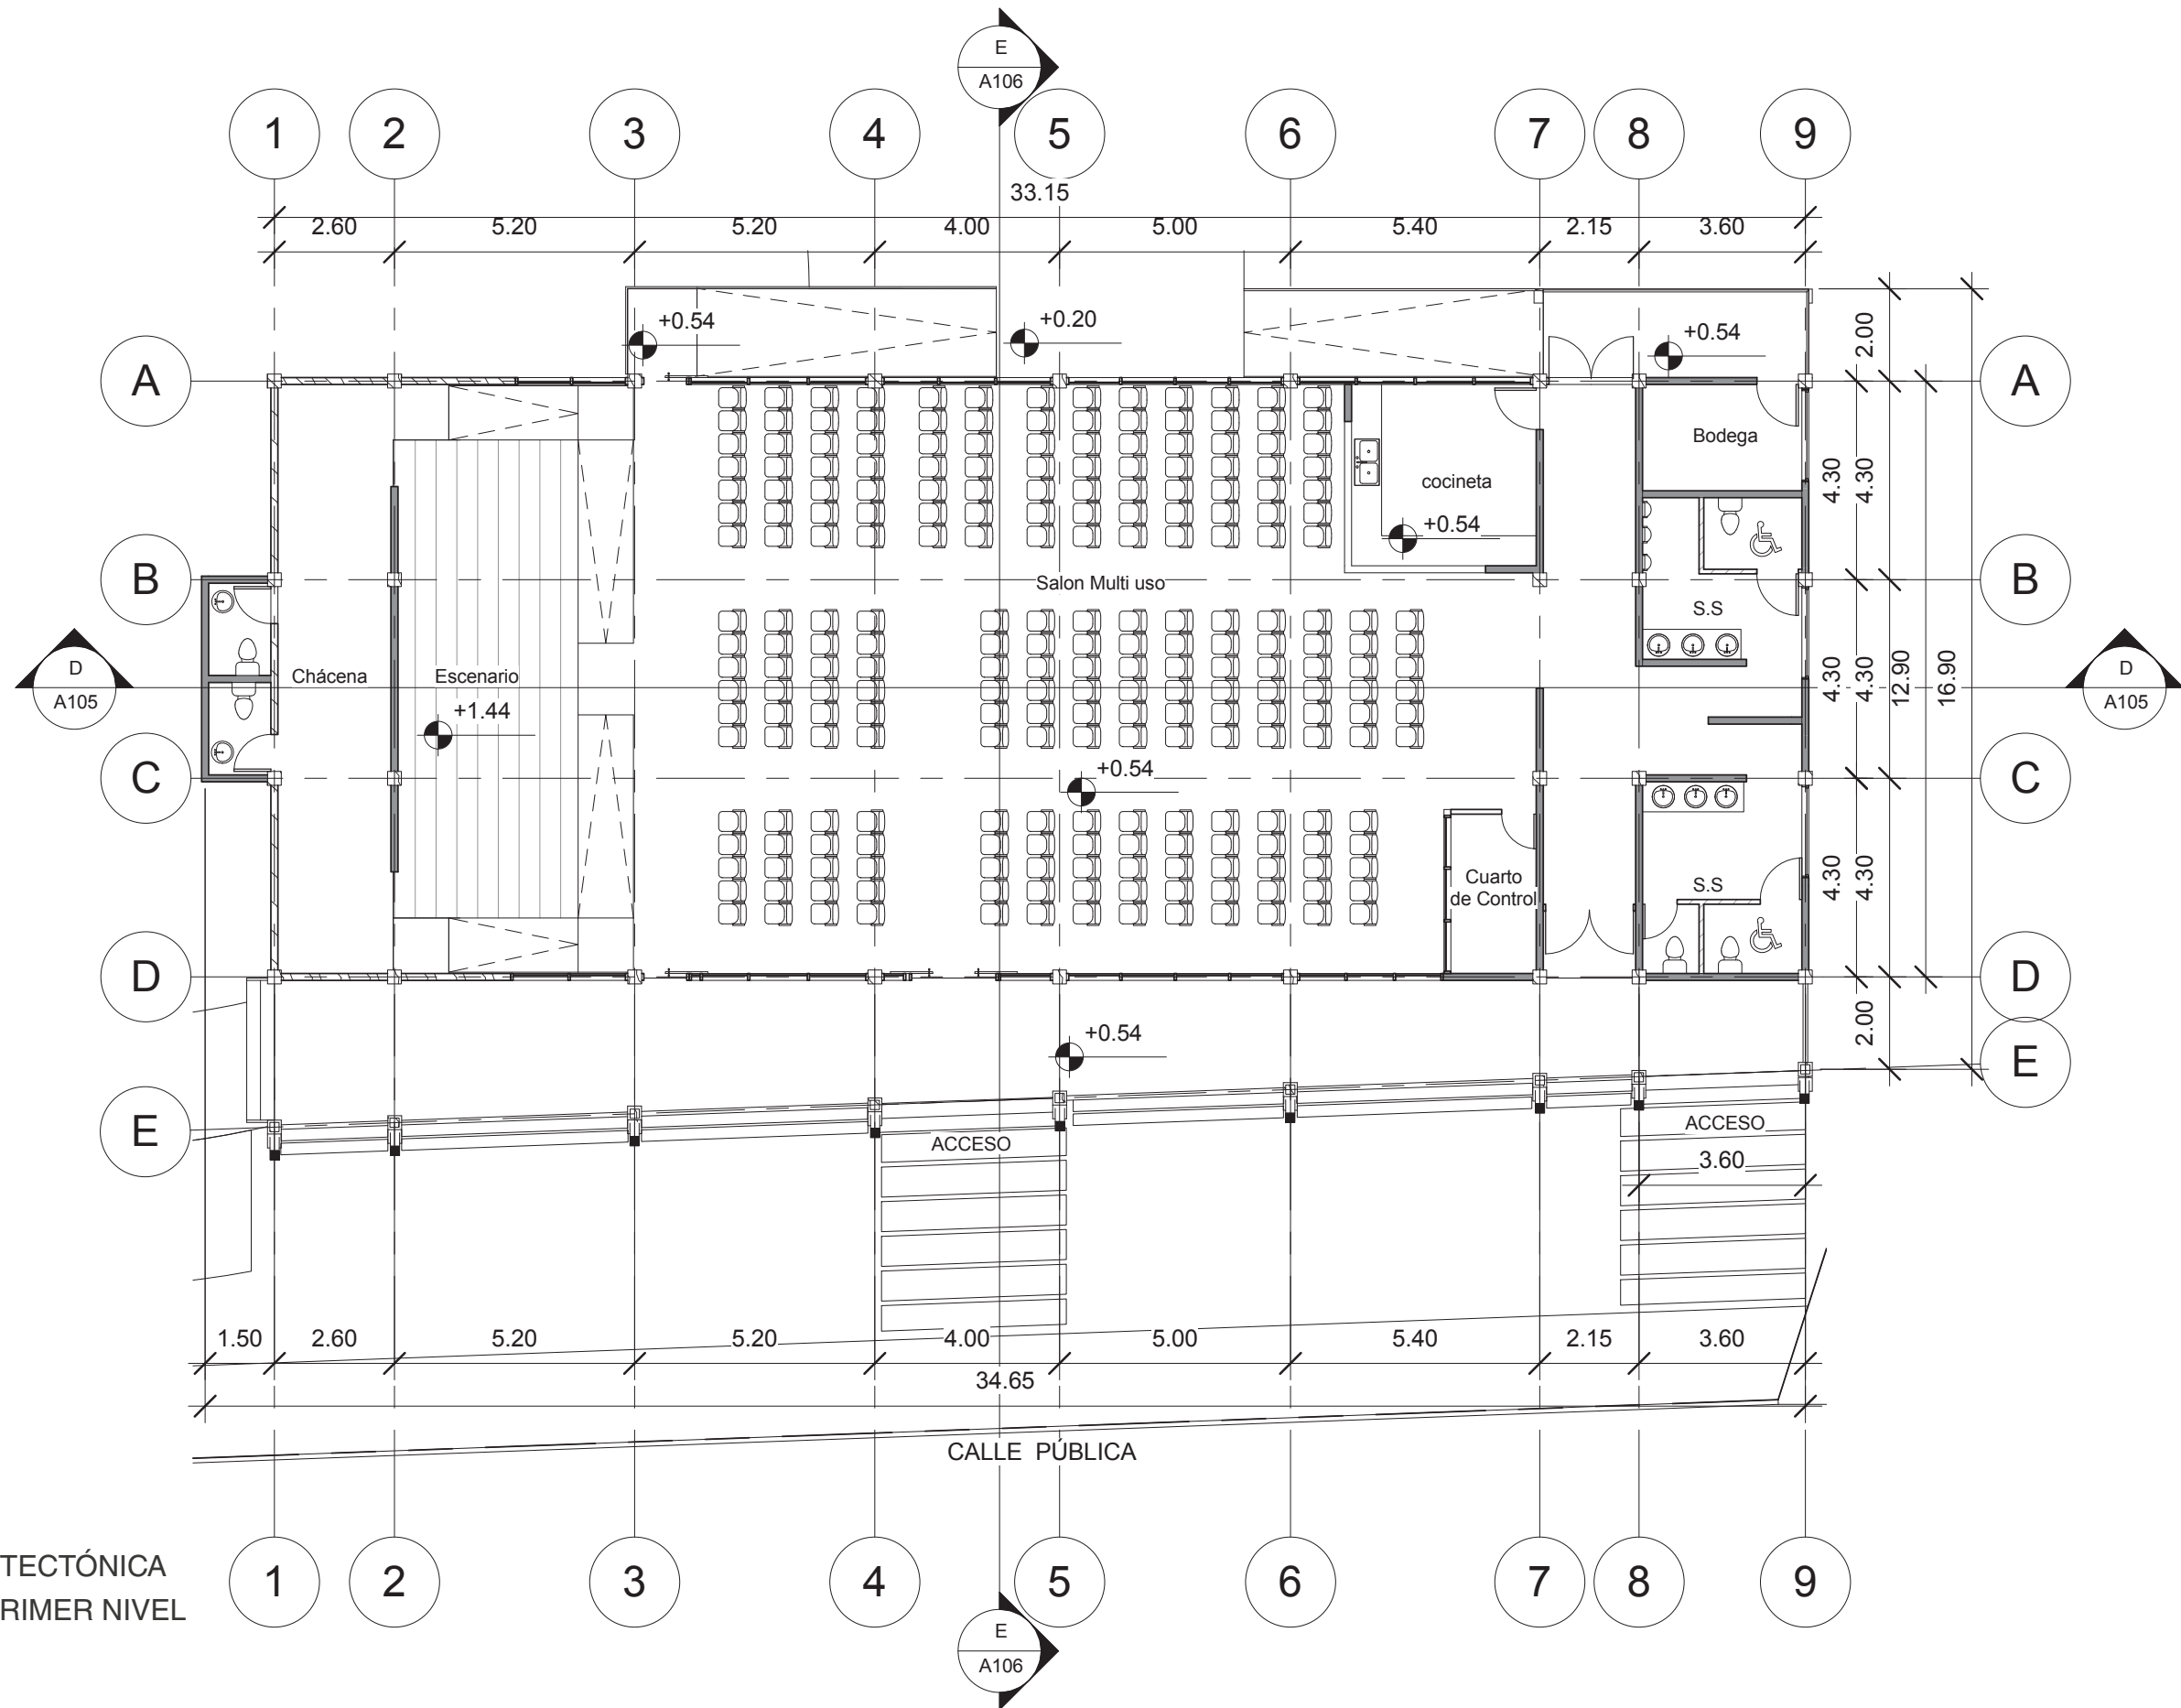 E
A106
1 2 3 4 5 6 7 8 9
33.15
2.60 5.20 5.20 4.00 5.00 5.40 2.15 3.60
+0.54 +0.20 +0.54
2.00
A A
Bodega
4.30 4.30
cocineta
+0.54
B B
Salon Multi uso
S.S
D
A105
Chácena Escenario
+1.44
4.30 4.30 12.90 16.90
D
A105
C C
+0.54
Cuarto
de Control
S.S
4.30 4.30
D D
+0.54
2.00
E
E
ACCESO
ACCESO
3.60
1.50 2.60 5.20 5.20 4.00 5.00 5.40 2.15 3.60
34.65
CALLE PÚBLICA
TECTÓNICA
RIMER NIVEL
1 2 3 4 5 6 7 8 9
E
A106